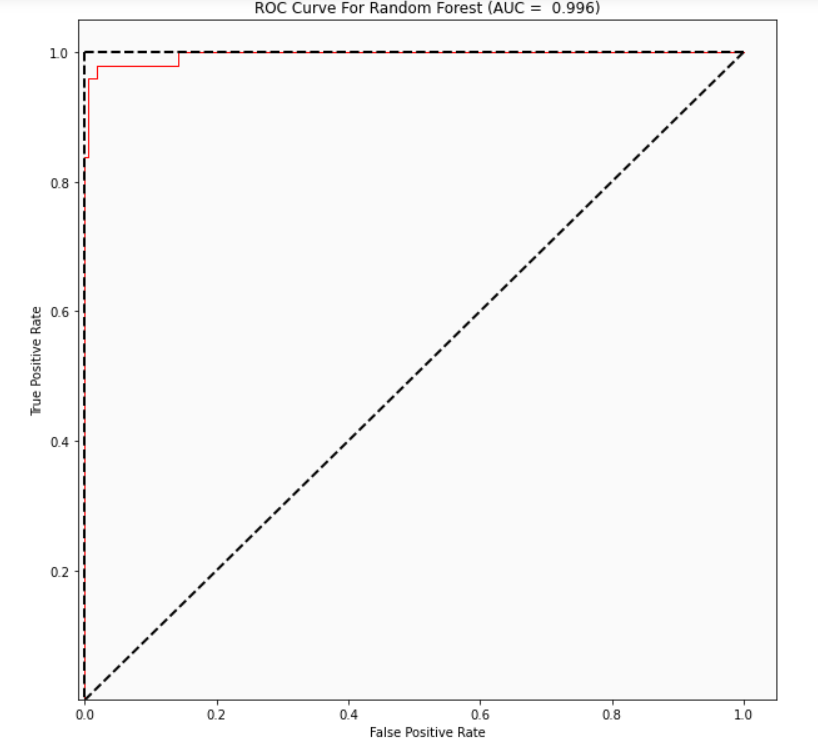 ROC Curve For Random Forest (AUC =  0.996)
1.0
0.8
0.6
0.4
0.2
True Positive Rate
0.0 0.2 0.4 0.6 0.8 1.0
False Positive Rate